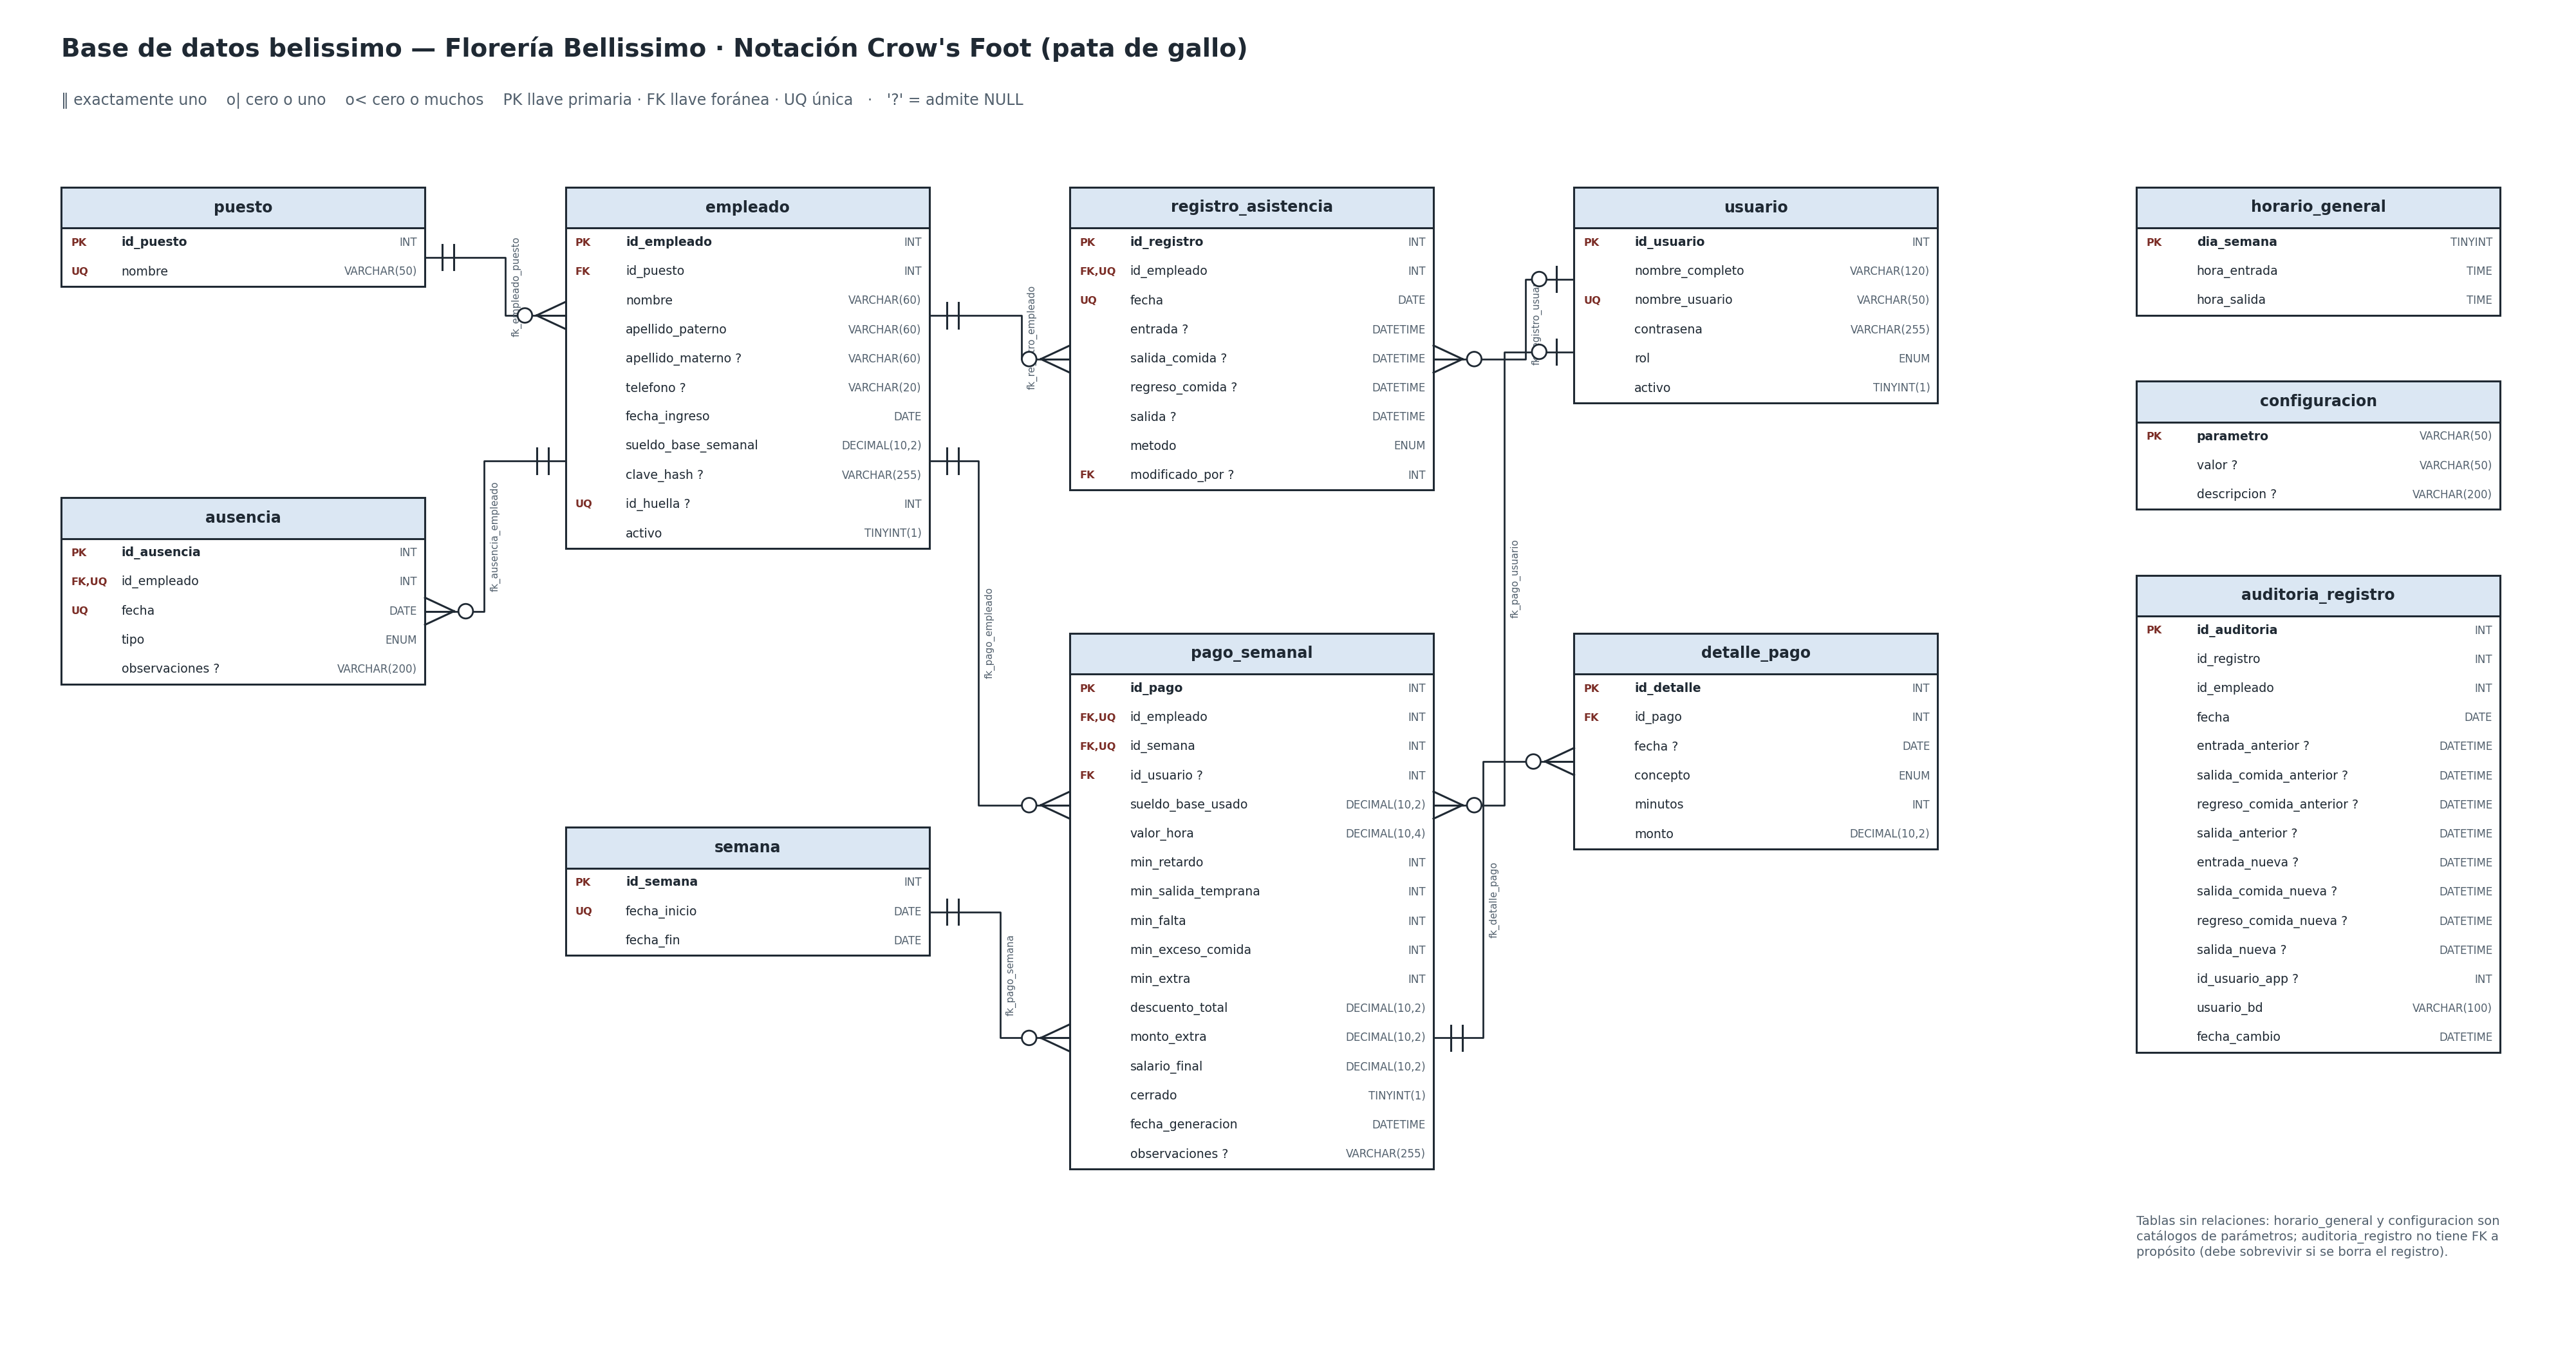 Base de datos belissimo — Florería Bellissimo · Notación Crow's Foot (pata de gallo)
‖ exactamente uno o| cero o uno o< cero o muchos PK llave primaria · FK llave foránea · UQ única · '?' = admite NULL
puesto
PK id_puesto INT
UQ nombre VARCHAR(50)
fk_empleado_puesto
empleado
PK id_empleado INT
FK id_puesto INT
nombre VARCHAR(60)
apellido_paterno VARCHAR(60)
apellido_materno ? VARCHAR(60)
telefono ? VARCHAR(20)
fecha_ingreso DATE
sueldo_base_semanal DECIMAL(10,2)
clave_hash ? VARCHAR(255)
UQ id_huella ? INT
activo TINYINT(1)
fk_registro_empleado
registro_asistencia
PK id_registro INT
FK,UQ id_empleado INT
UQ fecha DATE
entrada ? DATETIME
salida_comida ? DATETIME
regreso_comida ? DATETIME
salida ? DATETIME
metodo ENUM
FK modificado_por ? INT
usuario
PK id_usuario INT
nombre_completo VARCHAR(120)
UQ nombre_usuario VARCHAR(50)
contrasena VARCHAR(255)
rol ENUM
activo TINYINT(1)
horario_general
PK dia_semana TINYINT
hora_entrada TIME
hora_salida TIME
configuracion
PK parametro VARCHAR(50)
valor ? VARCHAR(50)
descripcion ? VARCHAR(200)
ausencia
PK id_ausencia INT
FK,UQ id_empleado INT
UQ fecha DATE
tipo ENUM
observaciones ? VARCHAR(200)
fk_ausencia_empleado
fk_pago_empleado
fk_pago_usuario
semana
PK id_semana INT
UQ fecha_inicio DATE
fecha_fin DATE
fk_pago_semana
pago_semanal
PK id_pago INT
FK,UQ id_empleado INT
FK,UQ id_semana INT
FK id_usuario ? INT
sueldo_base_usado DECIMAL(10,2)
valor_hora DECIMAL(10,4)
min_retardo INT
min_salida_temprana INT
min_falta INT
min_exceso_comida INT
min_extra INT
descuento_total DECIMAL(10,2)
monto_extra DECIMAL(10,2)
salario_final DECIMAL(10,2)
cerrado TINYINT(1)
fecha_generacion DATETIME
observaciones ? VARCHAR(255)
fk_detalle_pago
detalle_pago
PK id_detalle INT
FK id_pago INT
fecha ? DATE
concepto ENUM
minutos INT
monto DECIMAL(10,2)
auditoria_registro
PK id_auditoria INT
id_registro INT
id_empleado INT
fecha DATE
entrada_anterior ? DATETIME
salida_comida_anterior ? DATETIME
regreso_comida_anterior ? DATETIME
salida_anterior ? DATETIME
entrada_nueva ? DATETIME
salida_comida_nueva ? DATETIME
regreso_comida_nueva ? DATETIME
salida_nueva ? DATETIME
id_usuario_app ? INT
usuario_bd VARCHAR(100)
fecha_cambio DATETIME
Tablas sin relaciones: horario_general y configuracion son
catálogos de parámetros; auditoria_registro no tiene FK a
propósito (debe sobrevivir si se borra el registro).